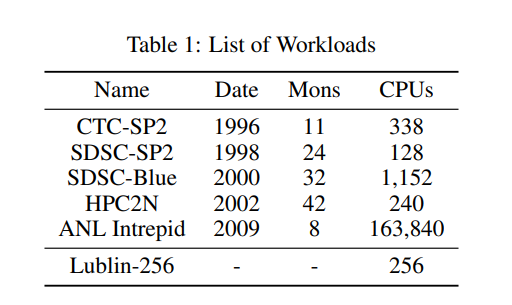 Table 1: List of Workloads
Name Date Mons CPUs
CTC-SP2 1996 11 338
SDSC-SP2 1998 24 128
SDSC-Blue 2000 32 1,152
HPC2N 2002 42 240
ANL Intrepid 2009 8 163,840
Lublin-256 - - 256